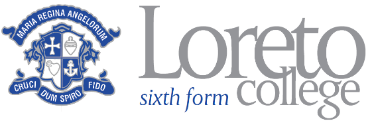 MARIA REGINA ANGELORUM
CRUCI DUM SPIRO FIDO
Loreto
sixth form college